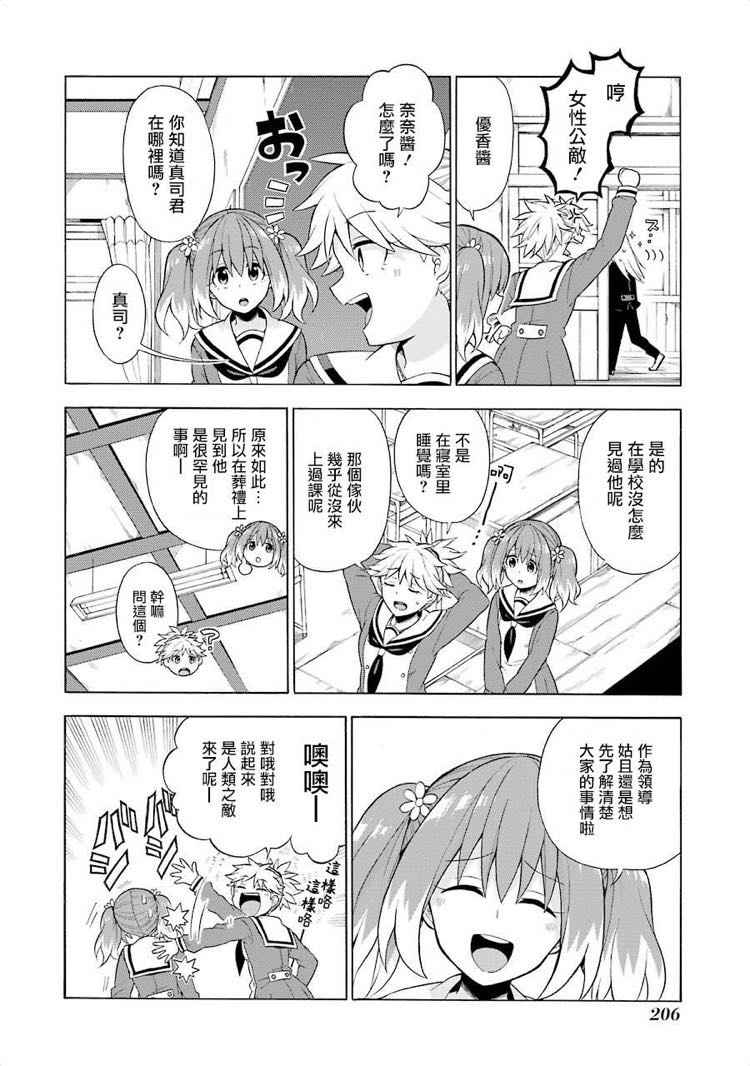 哼
女性公敵！
優香醬
ス…
奈奈醬！
怎麼了嗎？
おっ
你知道真司君
在哪裡嗎？
真司？
是的
在學校沒怎麼
見過他呢
不是
在寢室里
睡覺嗎？
那個傢伙
幾乎從沒來
上過課呢
原來如此…
所以在葬禮上
見到他
是很罕見的
事啊ー
幹嘛
問這個？
？
作為領導
姑且還是想
先了解清楚
大家的事情啦
噢噢ー
對哦對哦
説起來
是人類之敵
來了呢ー
這樣咯
這樣咯
206